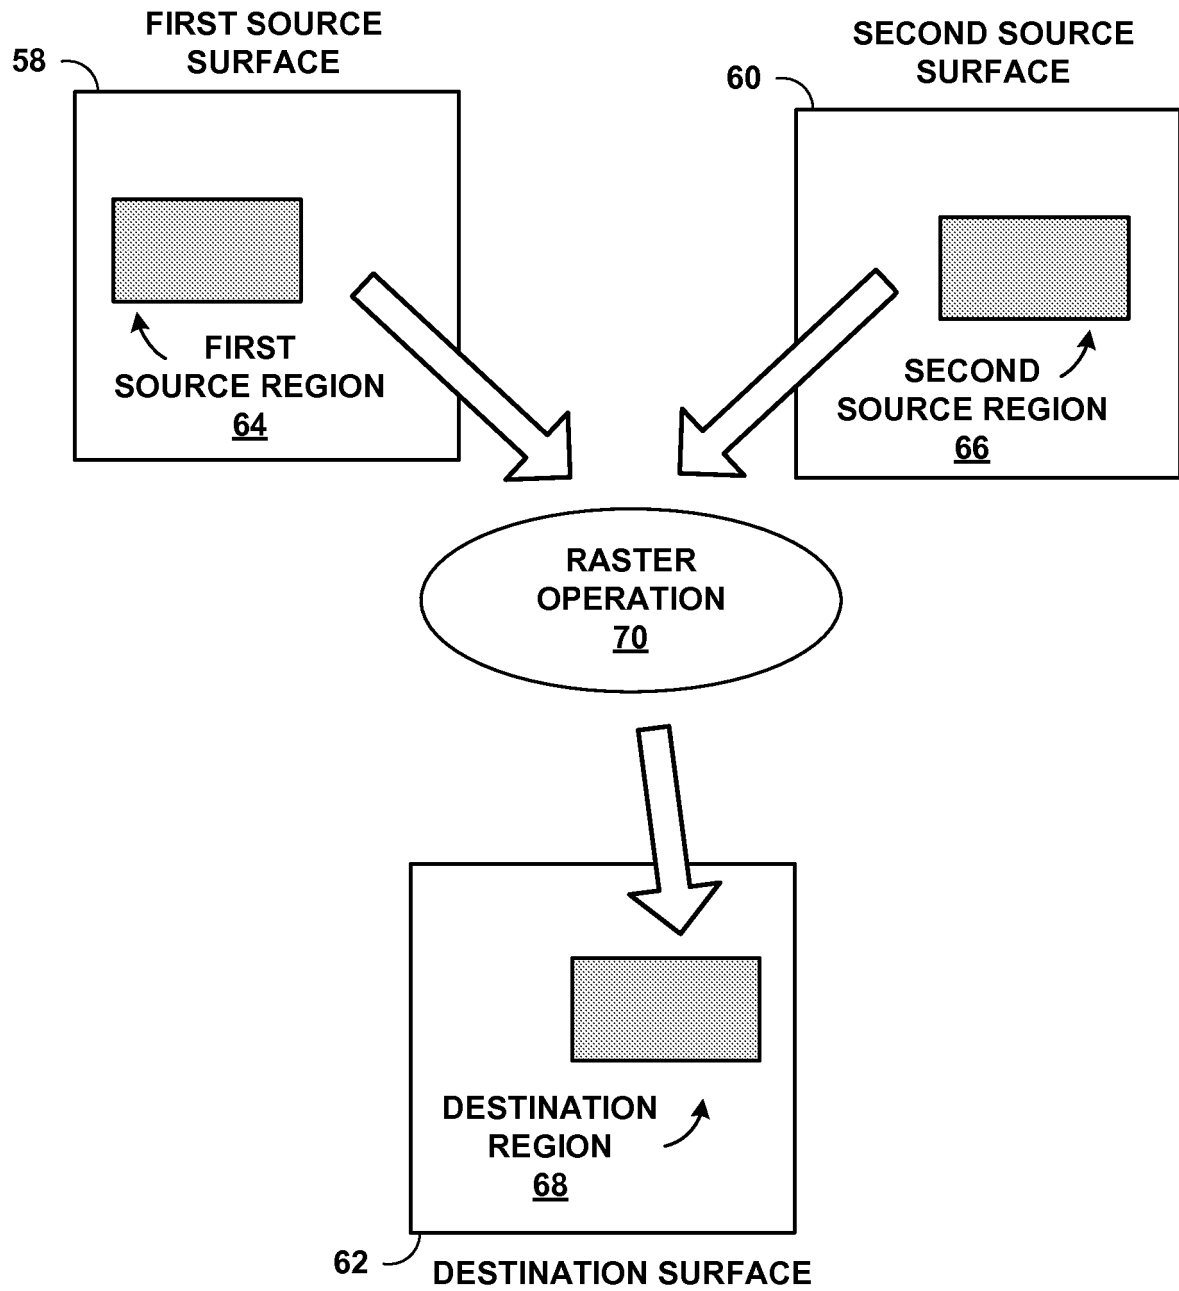 FIRST SOURCE
SURFACE
58
SECOND SOURCE
SURFACE
60
FIRST
SOURCE REGION
64
SECOND
SOURCE REGION
66
RASTER
OPERATION
70
DESTINATION
REGION
68
62
DESTINATION SURFACE